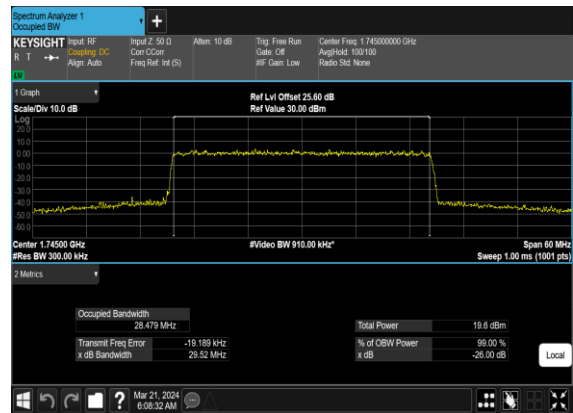 Spectrum Analyzer 1
Occupied BW
KEYSIGHT Input: RF Input Z: 50 Ω Atten: 10 dB Trig: Free Run Center Freq: 1.745000000 GHz
R T Coupling: DC Corr CCorr Gate: Off Avg|Hold: 100/100
Align: Auto Freq Ref: Int (S) #IF Gain: Low Radio Std: None
1 Graph
Ref Lvl Offset 25.60 dB
Scale/Div 10.0 dB Ref Value 30.00 dBm
Log
20.0
10.0
0.00
-10.0
-20.0
-30.0
-40.0
-50.0
-60.0
Center 1.74500 GHz #Video BW 910.00 kHz* Span 60 MHz
#Res BW 300.00 kHz Sweep 1.00 ms (1001 pts)
2 Metrics
Occupied Bandwidth
28.479 MHz Total Power 19.6 dBm
Transmit Freq Error -19.189 kHz % of OBW Power 99.00 %
x dB Bandwidth 29.52 MHz x dB -26.00 dB
Local
?
Mar 21, 2024
6:08:32 AM